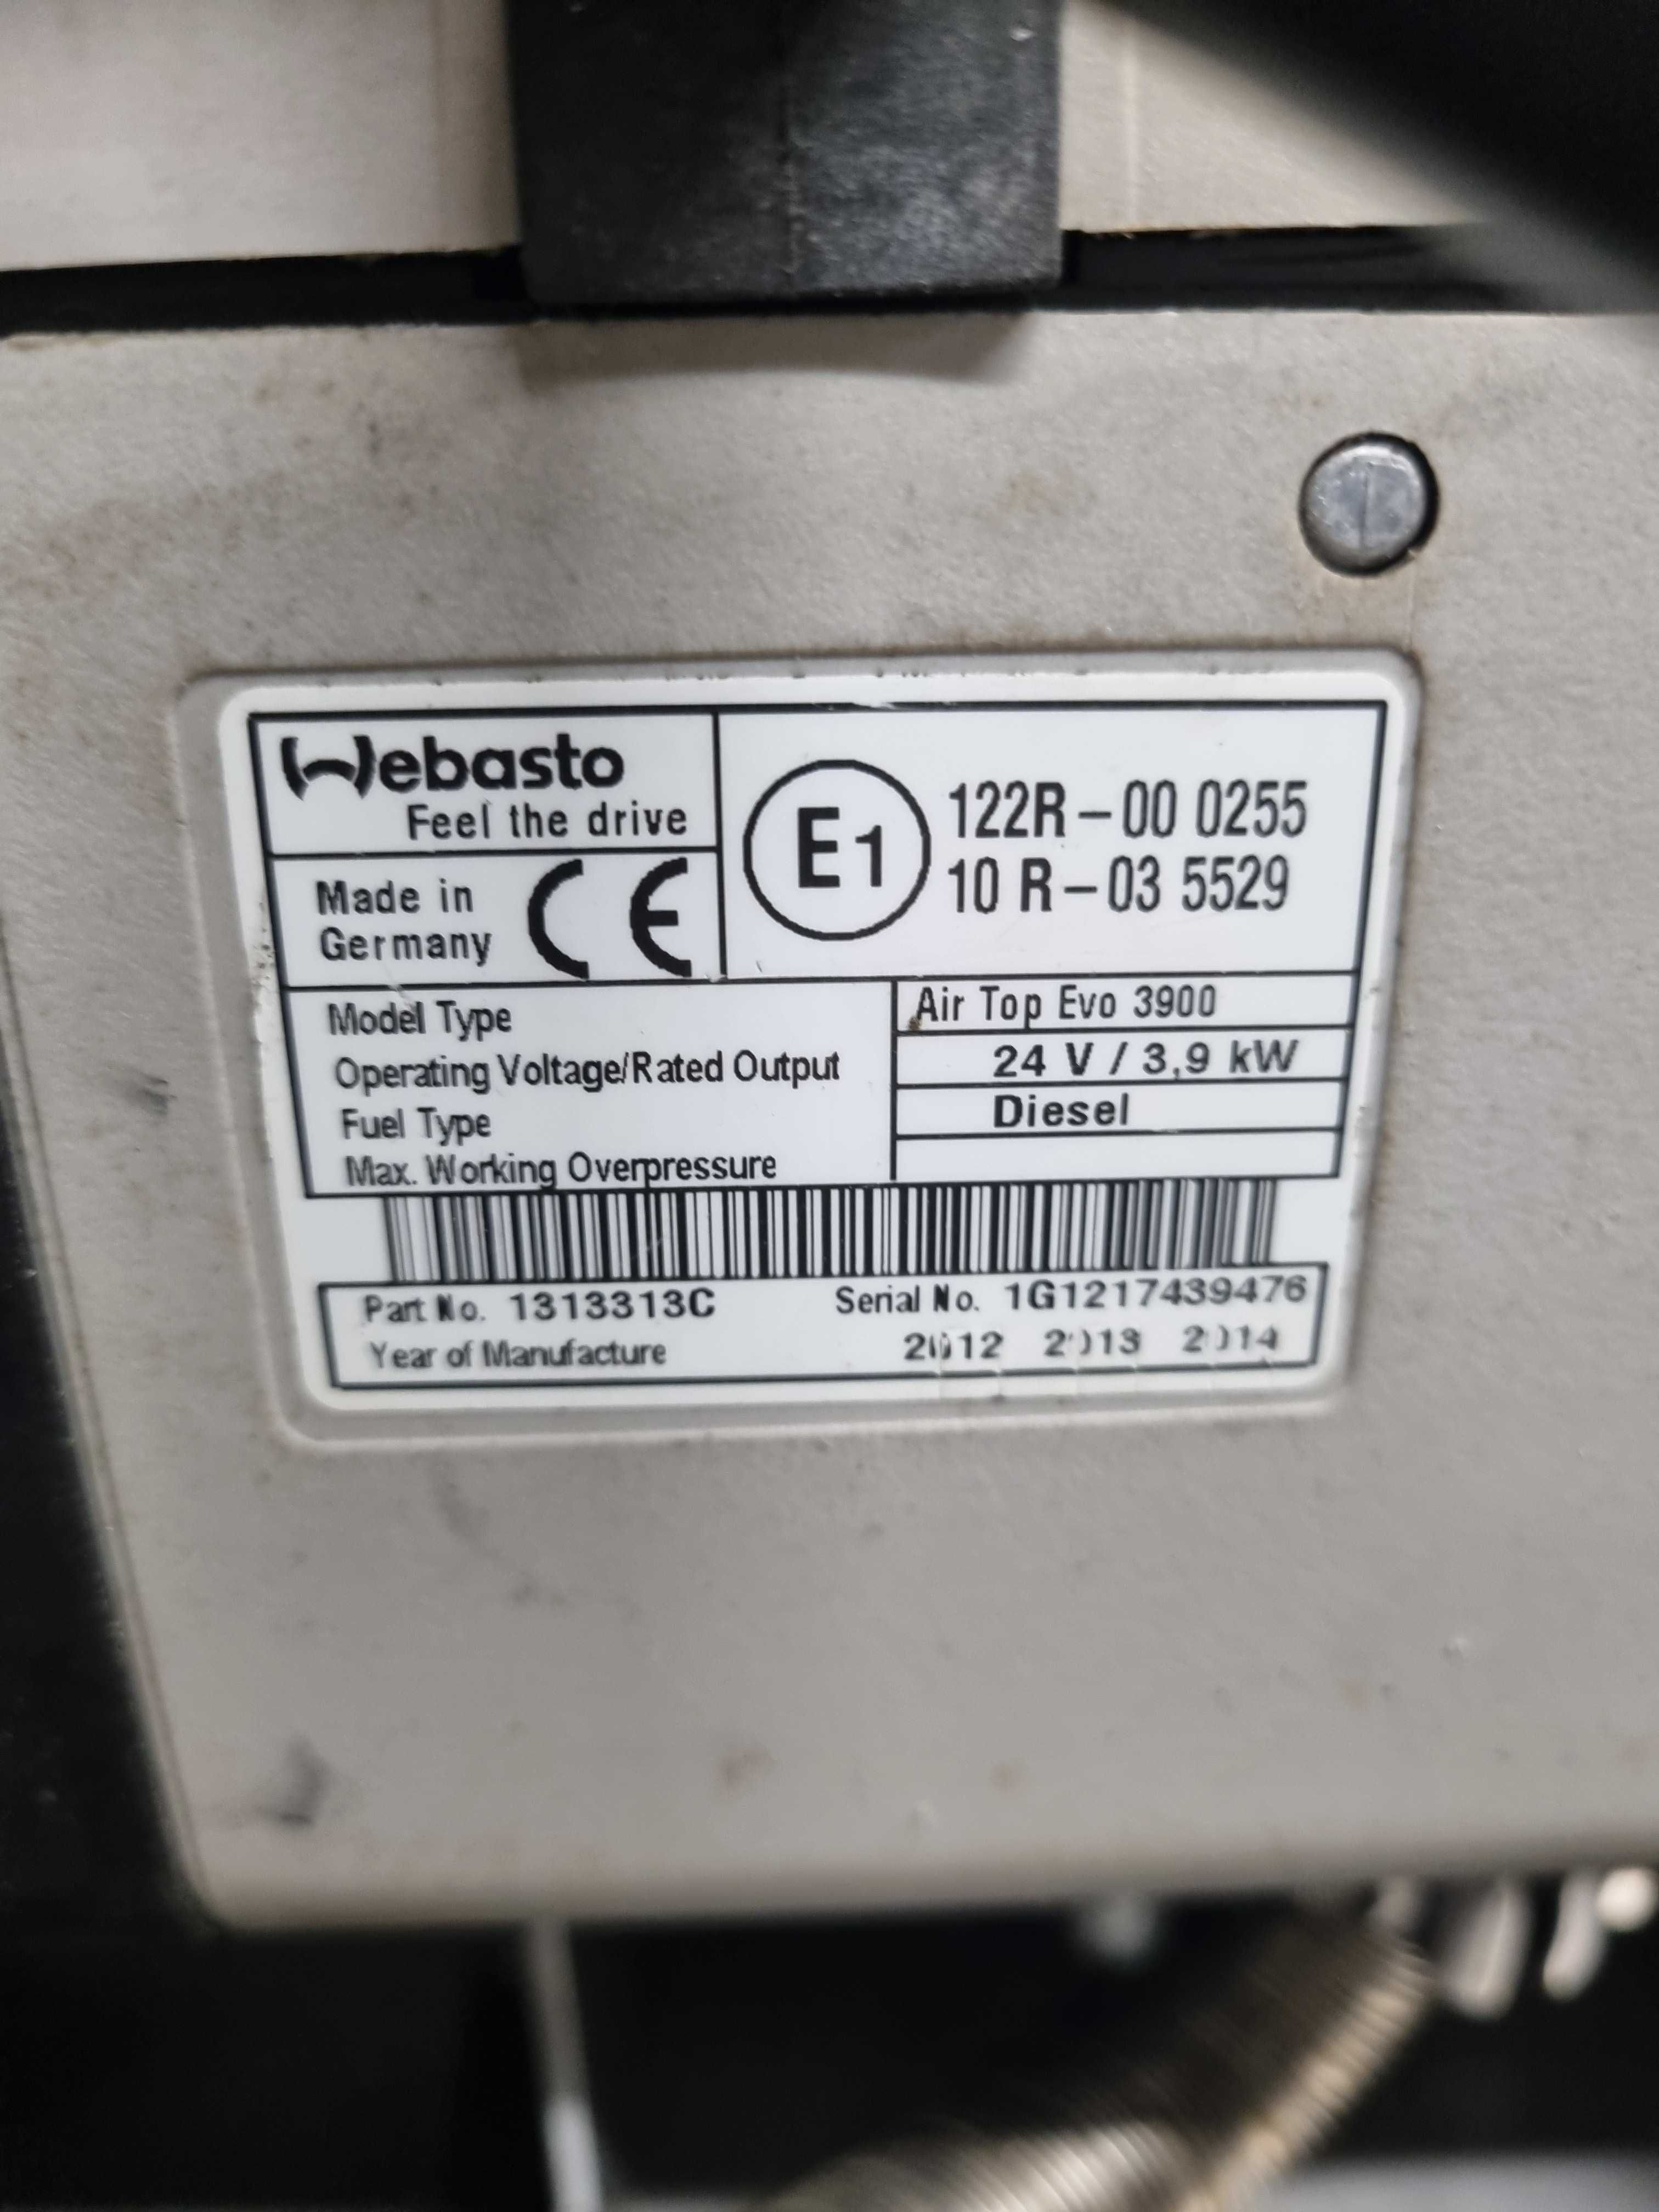 Webasto
Feel the drive
Made in
Germany
CE
E1
122R-00 0255
10 R-03 5529
Model Type
Air Top Evo 3900
Operating Voltage/Rated Output
24 V / 3,9 kW
Fuel Type
Diesel
Max. Working Overpressure
Part No. 1313313C Serial No. 1G1217439476
Year of Manufacture 2012 2013 2014